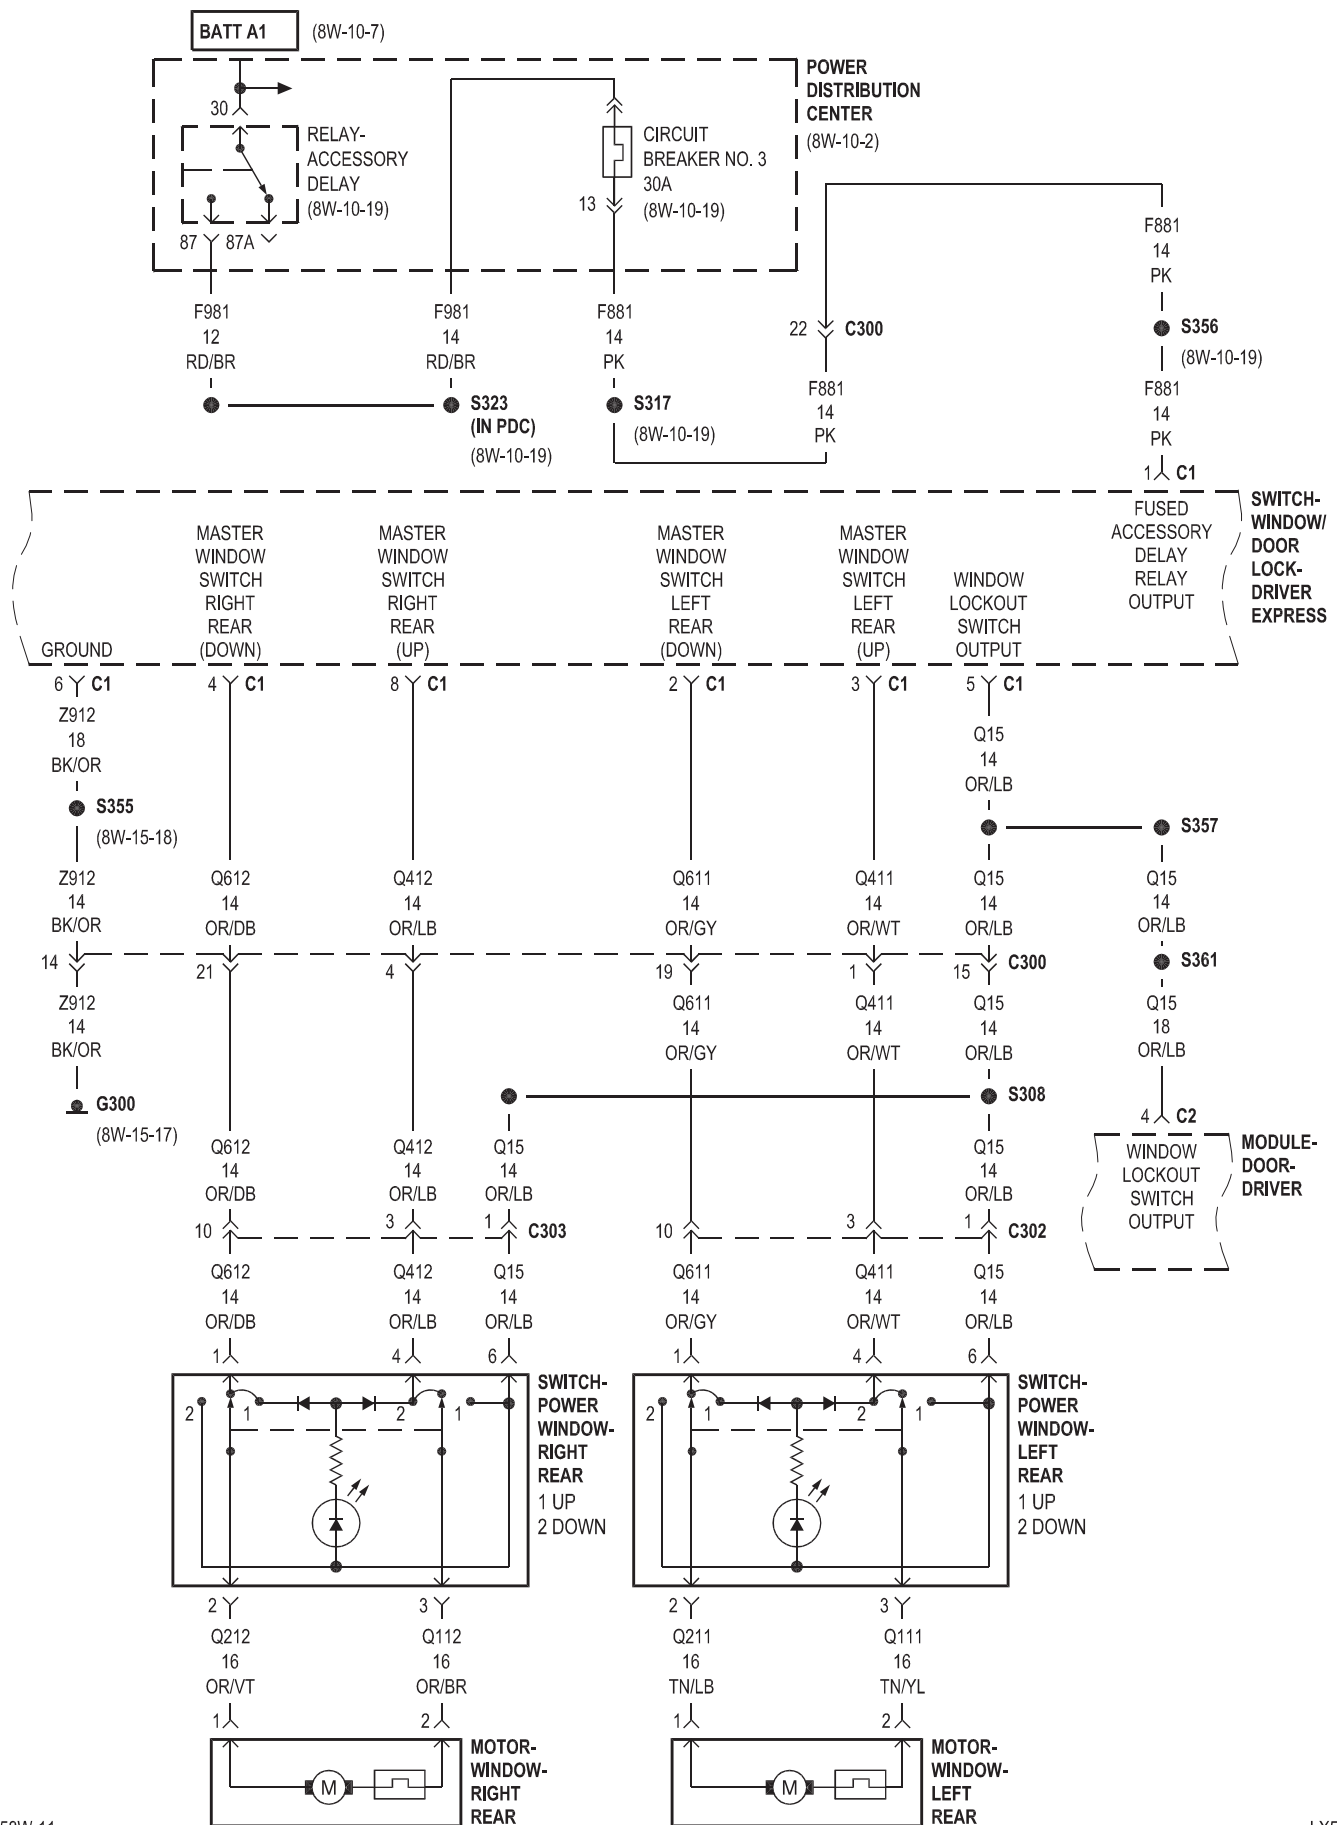 BATT A1 (8W-10-7)
POWER
DISTRIBUTION
CENTER
(8W-10-2)
30
RELAY-
ACCESSORY
DELAY
(8W-10-19)
CIRCUIT
BREAKER NO. 3
30A
(8W-10-19)
13
87 87A
F981
12
RD/BR
F981
14
RD/BR
F881
14
PK
22 C300
F881
14
PK
S356
(8W-10-19)
S323
(IN PDC)
(8W-10-19)
S317
(8W-10-19)
F881
14
PK
F881
14
PK
1 C1
SWITCH-
WINDOW/
DOOR
LOCK-
DRIVER
EXPRESS
GROUND
MASTER
WINDOW
SWITCH
RIGHT
REAR
(DOWN)
MASTER
WINDOW
SWITCH
RIGHT
REAR
(UP)
MASTER
WINDOW
SWITCH
LEFT
REAR
(DOWN)
MASTER
WINDOW
SWITCH
LEFT
REAR
(UP)
WINDOW
LOCKOUT
SWITCH
OUTPUT
FUSED
ACCESSORY
DELAY
RELAY
OUTPUT
6 C1 4 C1 8 C1 2 C1 3 C1 5 C1
Z912
18
BK/OR
Q15
14
OR/LB
S355
(8W-15-18)
S357
Z912 Q612 Q412 Q611 Q411 Q15 Q15
14 14 14 14 14 14 14
BK/OR OR/DB OR/LB OR/GY OR/WT OR/LB OR/LB
14 21 4 19 1 15 C300 S361
Z912 Q611 Q411 Q15 Q15
14 14 14 14 18
BK/OR OR/GY OR/WT OR/LB OR/LB
G300
(8W-15-17)
S308
4 C2
MODULE-
DOOR-
DRIVER
WINDOW
LOCKOUT
SWITCH
OUTPUT
Q612 Q412 Q15 Q15
14 14 14 14
OR/DB OR/LB OR/LB OR/LB
10 3 1 C303 10 3 1 C302
Q612 Q412 Q15 Q611 Q411 Q15
14 14 14 14 14 14
OR/DB OR/LB OR/LB OR/GY OR/WT OR/LB
1 4 6 1 4 6
2 1 2 1
SWITCH-
POWER
WINDOW-
RIGHT
REAR
1 UP
2 DOWN
2 1 2 1
SWITCH-
POWER
WINDOW-
LEFT
REAR
1 UP
2 DOWN
2 3 2 3
Q212 Q112 Q211 Q111
16 16 16 16
OR/VT OR/BR TN/LB TN/YL
1 2 1 2
M
MOTOR-
WINDOW-
RIGHT
REAR
M
MOTOR-
WINDOW-
LEFT
REAR